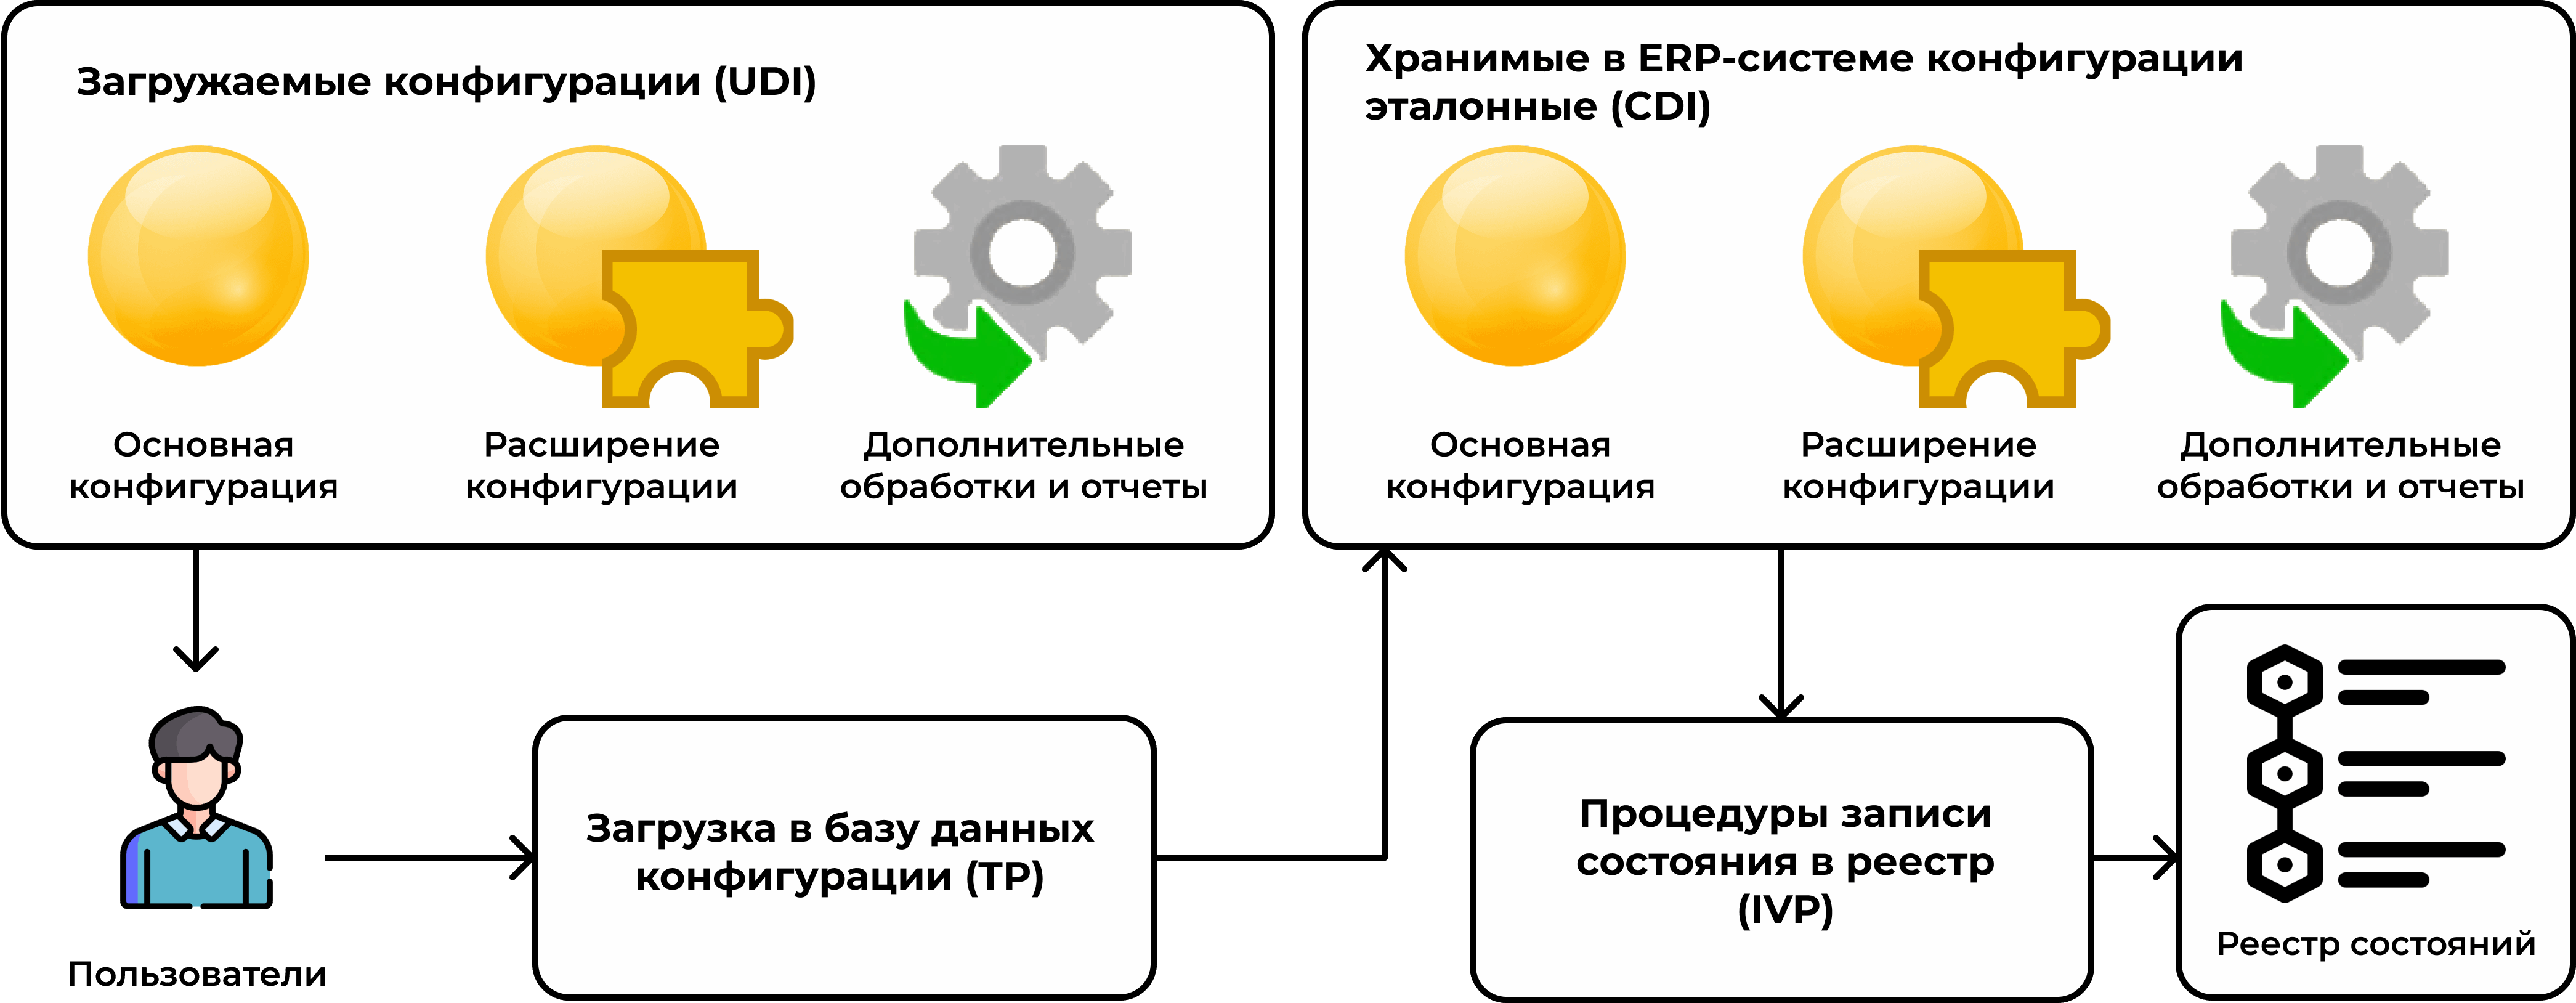 Загружаемые конфигурации (UDI)
Основная
конфигурация
Расширение
конфигурации
Дополнительные
обработки и отчеты
Хранимые в ERP-системе конфигурации
эталонные (CDI)
Основная
конфигурация
Расширение
конфигурации
Дополнительные
обработки и отчеты
Пользователи
Загрузка в базу данных
конфигурации (TP)
Процедуры записи
состояния в реестр
(IVP)
Реестр состояний